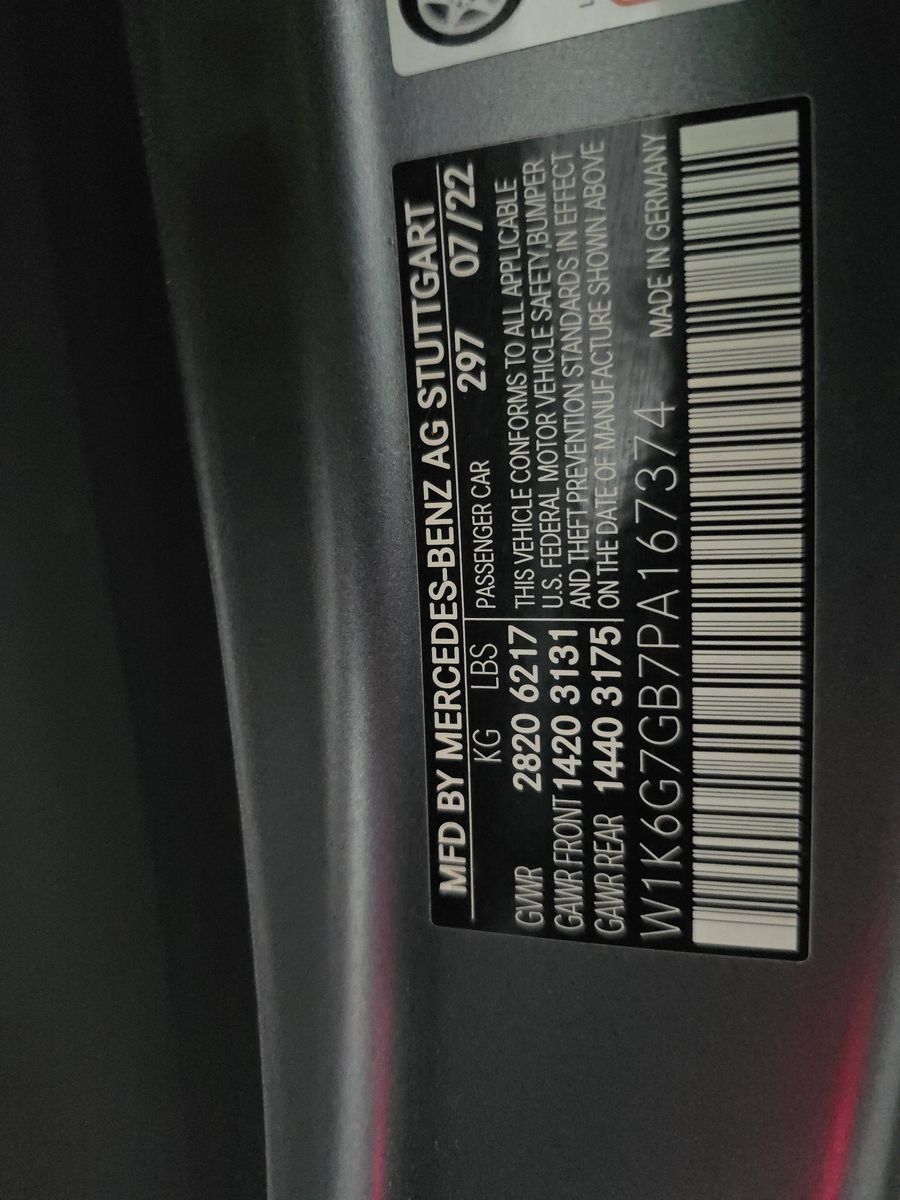 MFD BY MERCEDES-BENZ AG STUTTGART
KG LBS PASSENGER CAR 297 07/22
GVWR 2820 6217 THIS VEHICLE CONFORMS TO ALL APPLICABLE
U.S. FEDERAL MOTOR VEHICLE SAFETY,BUMPER
GAWR FRONT 1420 3131 AND THEFT PREVENTION STANDARDS IN EFFECT
GAWR REAR 1440 3175 ON THE DATE OF MANUFACTURE SHOWN ABOVE
W1K6G7GB7PA167374 MADE IN GERMANY